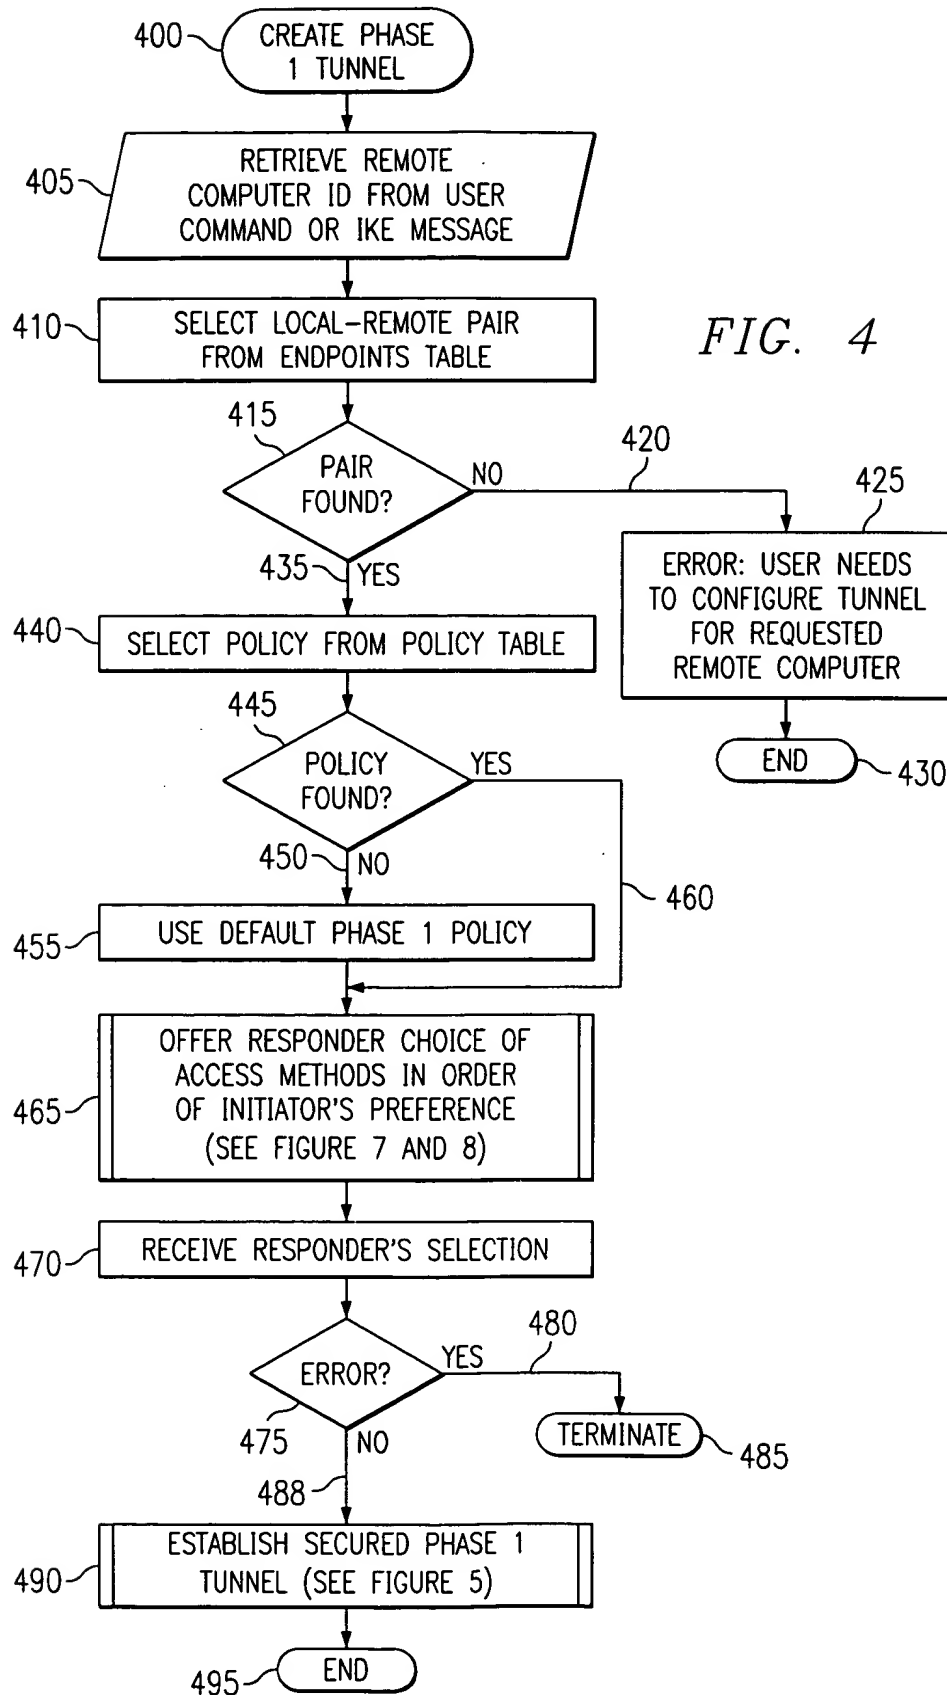 400
CREATE PHASE
1 TUNNEL
405
RETRIEVE REMOTE
COMPUTER ID FROM USER
COMMAND OR IKE MESSAGE
410
SELECT LOCAL-REMOTE PAIR
FROM ENDPOINTS TABLE
FIG. 4
415
PAIR
FOUND?
NO
420
425
ERROR: USER NEEDS
TO CONFIGURE TUNNEL
FOR REQUESTED
REMOTE COMPUTER
END
430
435
YES
440
SELECT POLICY FROM POLICY TABLE
445
POLICY
FOUND?
YES
450
NO
460
455
USE DEFAULT PHASE 1 POLICY
465
OFFER RESPONDER CHOICE OF
ACCESS METHODS IN ORDER
OF INITIATOR'S PREFERENCE
(SEE FIGURE 7 AND 8)
470
RECEIVE RESPONDER'S SELECTION
ERROR?
YES
480
475
NO
TERMINATE
485
488
490
ESTABLISH SECURED PHASE 1
TUNNEL (SEE FIGURE 5)
495
END